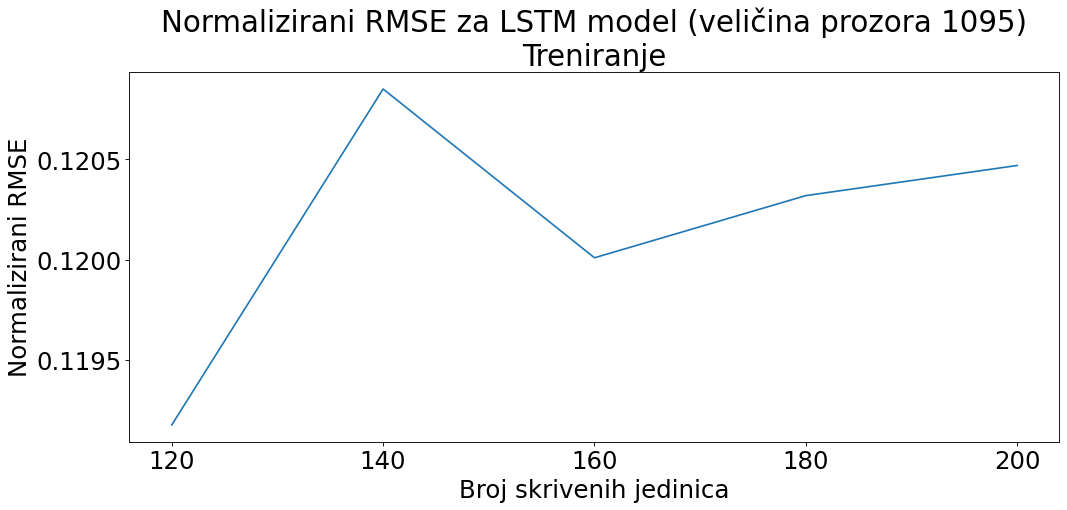 Normalizirani RMSE za LSTM model (veličina prozora 1095)
Treniranje
Normalizirani RMSE
0.1205
0.1200
0.1195
120 140 160 180 200
Broj skrivenih jedinica